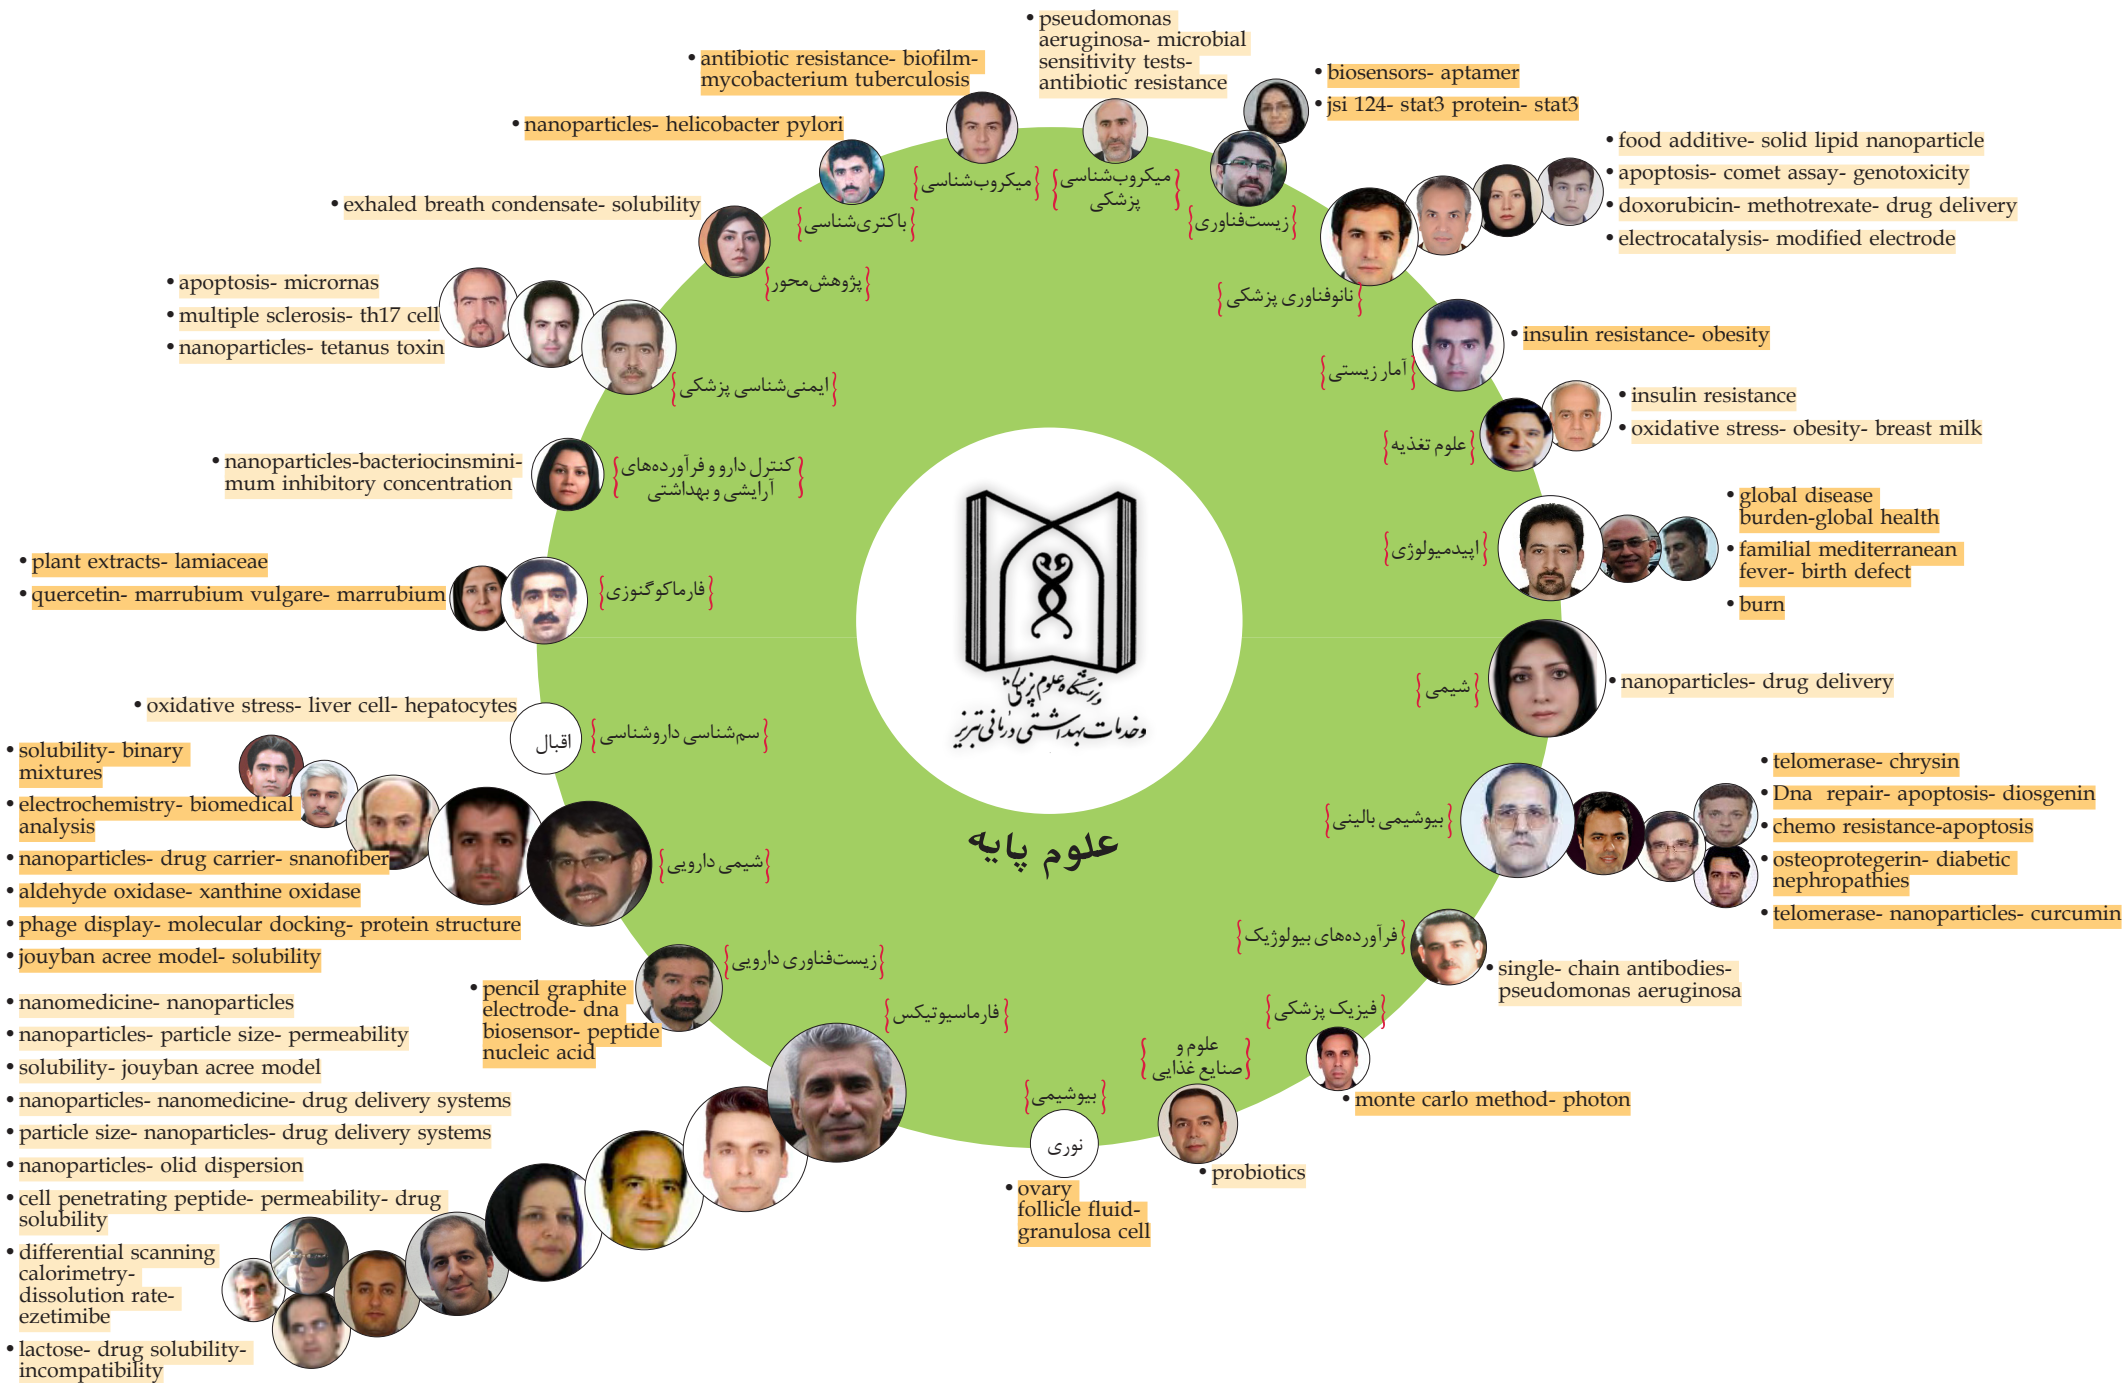 • pseudomonas
aeruginosa- microbial
sensitivity tests-
antibiotic resistance
{میکروب‌شناسی
پزشکی}
• biosensors- aptamer
• jsi 124- stat3 protein- stat3
{زیست‌فناوری}
• food additive- solid lipid nanoparticle
• apoptosis- comet assay- genotoxicity
• doxorubicin- methotrexate- drug delivery
• electrocatalysis- modified electrode
{نانوفناوری پزشکی}
• insulin resistance- obesity
{آمار زیستی}
• insulin resistance
• oxidative stress- obesity- breast milk
{علوم تغذیه}
• global disease
burden-global health
• familial mediterranean
fever- birth defect
• burn
{اپیدمیولوژی}
• nanoparticles- drug delivery
{شیمی}
• telomerase- chrysin
• Dna repair- apoptosis- diosgenin
• chemo resistance-apoptosis
• osteoprotegerin- diabetic
nephropathies
• telomerase- nanoparticles- curcumin
{بیوشیمی بالینی}
• single- chain antibodies-
pseudomonas aeruginosa
{فرآورده‌های بیولوژیک}
• monte carlo method- photon
{فیزیک پزشکی}
• probiotics
{علوم و
صنایع غذایی}
• ovary
follicle fluid-
granulosa cell
{بیوشیمی}
نوری
• antibiotic resistance- biofilm-
mycobacterium tuberculosis
{میکروب‌شناسی}
• nanoparticles- helicobacter pylori
{باکتری‌شناسی}
• exhaled breath condensate- solubility
{پژوهش‌محور}
• apoptosis- micrornas
• multiple sclerosis- th17 cell
• nanoparticles- tetanus toxin
{ایمنی‌شناسی پزشکی}
• nanoparticles-bacteriocinsmini-
mum inhibitory concentration
{کنترل دارو و فرآورده‌های
آرایشی و بهداشتی}
• plant extracts- lamiaceae
• quercetin- marrubium vulgare- marrubium
{فارماکوگنوزی}
• oxidative stress- liver cell- hepatocytes
اقبال
{سم‌شناسی داروشناسی}
• solubility- binary
mixtures
• electrochemistry- biomedical
analysis
• nanoparticles- drug carrier- snanofiber
• aldehyde oxidase- xanthine oxidase
• phage display- molecular docking- protein structure
• jouyban acree model- solubility
{شیمی دارویی}
• pencil graphite
electrode- dna
biosensor- peptide
nucleic acid
{زیست‌فناوری دارویی}
• nanomedicine- nanoparticles
• nanoparticles- particle size- permeability
• solubility- jouyban acree model
• nanoparticles- nanomedicine- drug delivery systems
• particle size- nanoparticles- drug delivery systems
• nanoparticles- olid dispersion
• cell penetrating peptide- permeability- drug
solubility
• differential scanning
calorimetry-
dissolution rate-
ezetimibe
• lactose- drug solubility-
incompatibility
{فارماسیوتیکس}
دانشگاه علوم پزشکی
وخدمات بهداشتی درمانی تبریز
علوم پایه